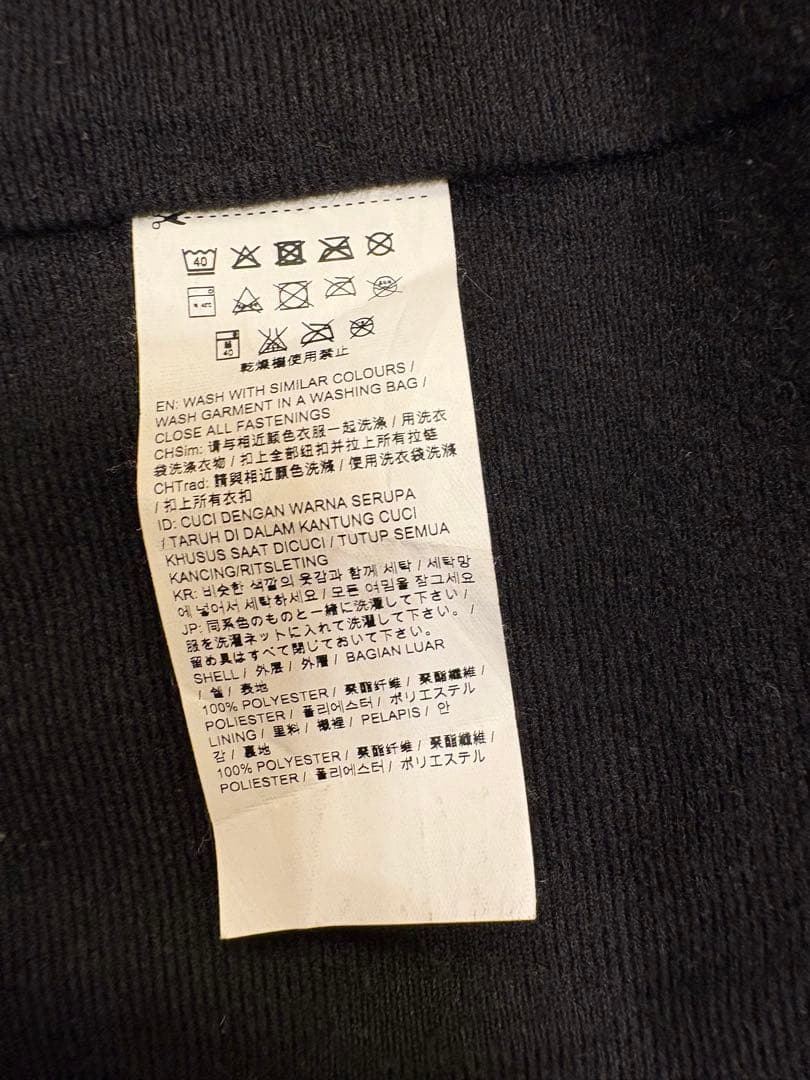 40
40
乾燥機使用禁止
EN: WASH WITH SIMILAR COLOURS /
WASH GARMENT IN A WASHING BAG /
CLOSE ALL FASTENINGS
CHSim: 请与相近颜色衣服一起洗涤 / 用洗衣
袋洗涤衣物 / 扣上全部纽扣并拉上所有拉链
CHTrad: 請與相近顏色洗滌 / 使用洗衣袋洗滌
/ 扣上所有衣扣
ID: CUCI DENGAN WARNA SERUPA
/ TARUH DI DALAM KANTUNG CUCI
KHUSUS SAAT DICUCI / TUTUP SEMUA
KANCING/RITSLETING
KR: 비슷한 색깔의 옷감과 함께 세탁 / 세탁망
에 넣어서 세탁하세요 / 모든 여밈을 잠그세요
JP: 同系色のものと一緒に洗濯して下さい /
服を洗濯ネットに入れて洗濯して下さい。 /
留め具はすべて閉じておいて下さい。
SHELL / 外层 / 外層 / BAGIAN LUAR
/ 쉘 / 表地
100% POLYESTER / 聚酯纤维 / 聚酯纖維 /
POLIESTER / 폴리에스터 / ポリエステル
LINING / 里料 / 襯裡 / PELAPIS / 안
감 / 裏地
100% POLYESTER / 聚酯纤维 / 聚酯纖維 /
POLIESTER / 폴리에스터 / ポリエステル